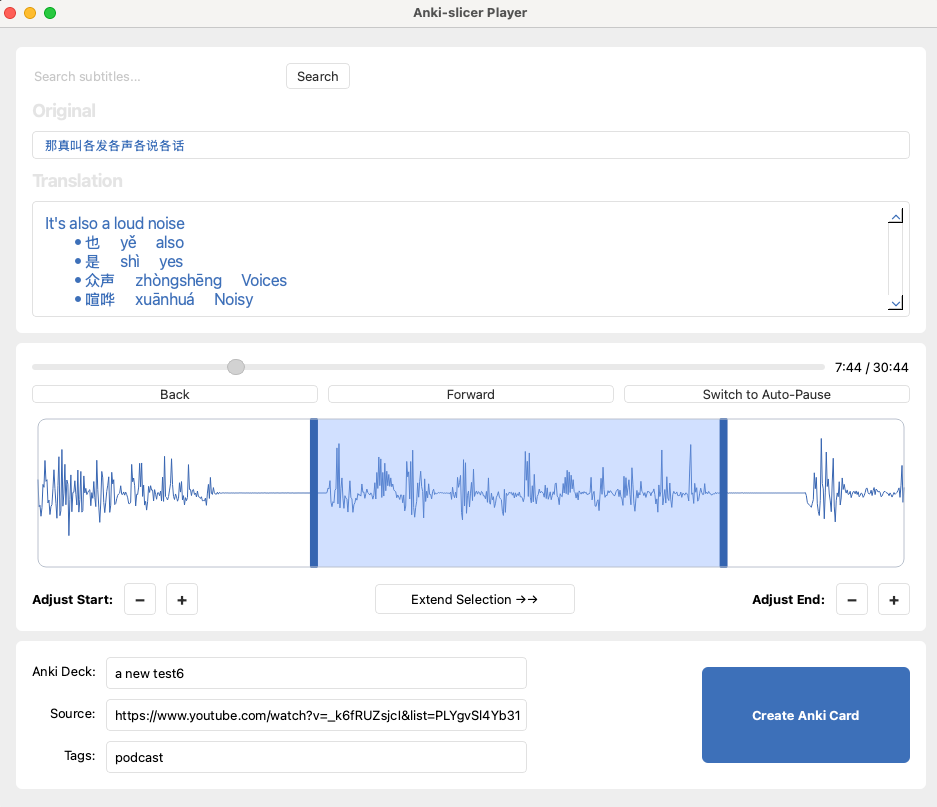 Anki-slicer Player
Search subtitles...
Search
Original
那真叫各发各声各说各话
Translation
It's also a loud noise
• 也 yě also
• 是 shì yes
• 众声 zhòngshēng Voices
• 喧哗 xuānhuá Noisy
7:44 / 30:44
Back
Forward
Switch to Auto-Pause
Adjust Start:
−
+
Extend Selection →→
Adjust End:
−
+
Anki Deck:
a new test6
Source:
https://www.youtube.com/watch?v=_k6fRUZsjcI&list=PLYgvSl4Yb31
Tags:
podcast
Create Anki Card